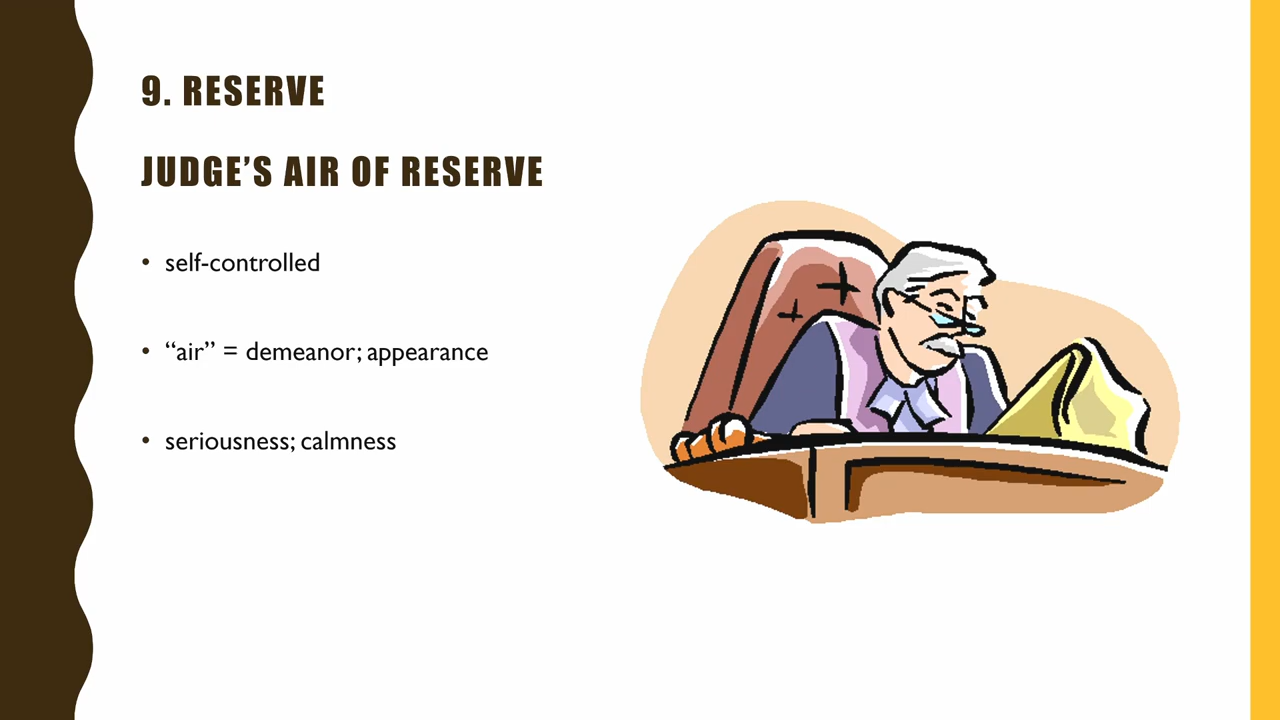 9. RESERVE
JUDGE’S AIR OF RESERVE
• self-controlled
• “air” = demeanor; appearance
• seriousness; calmness